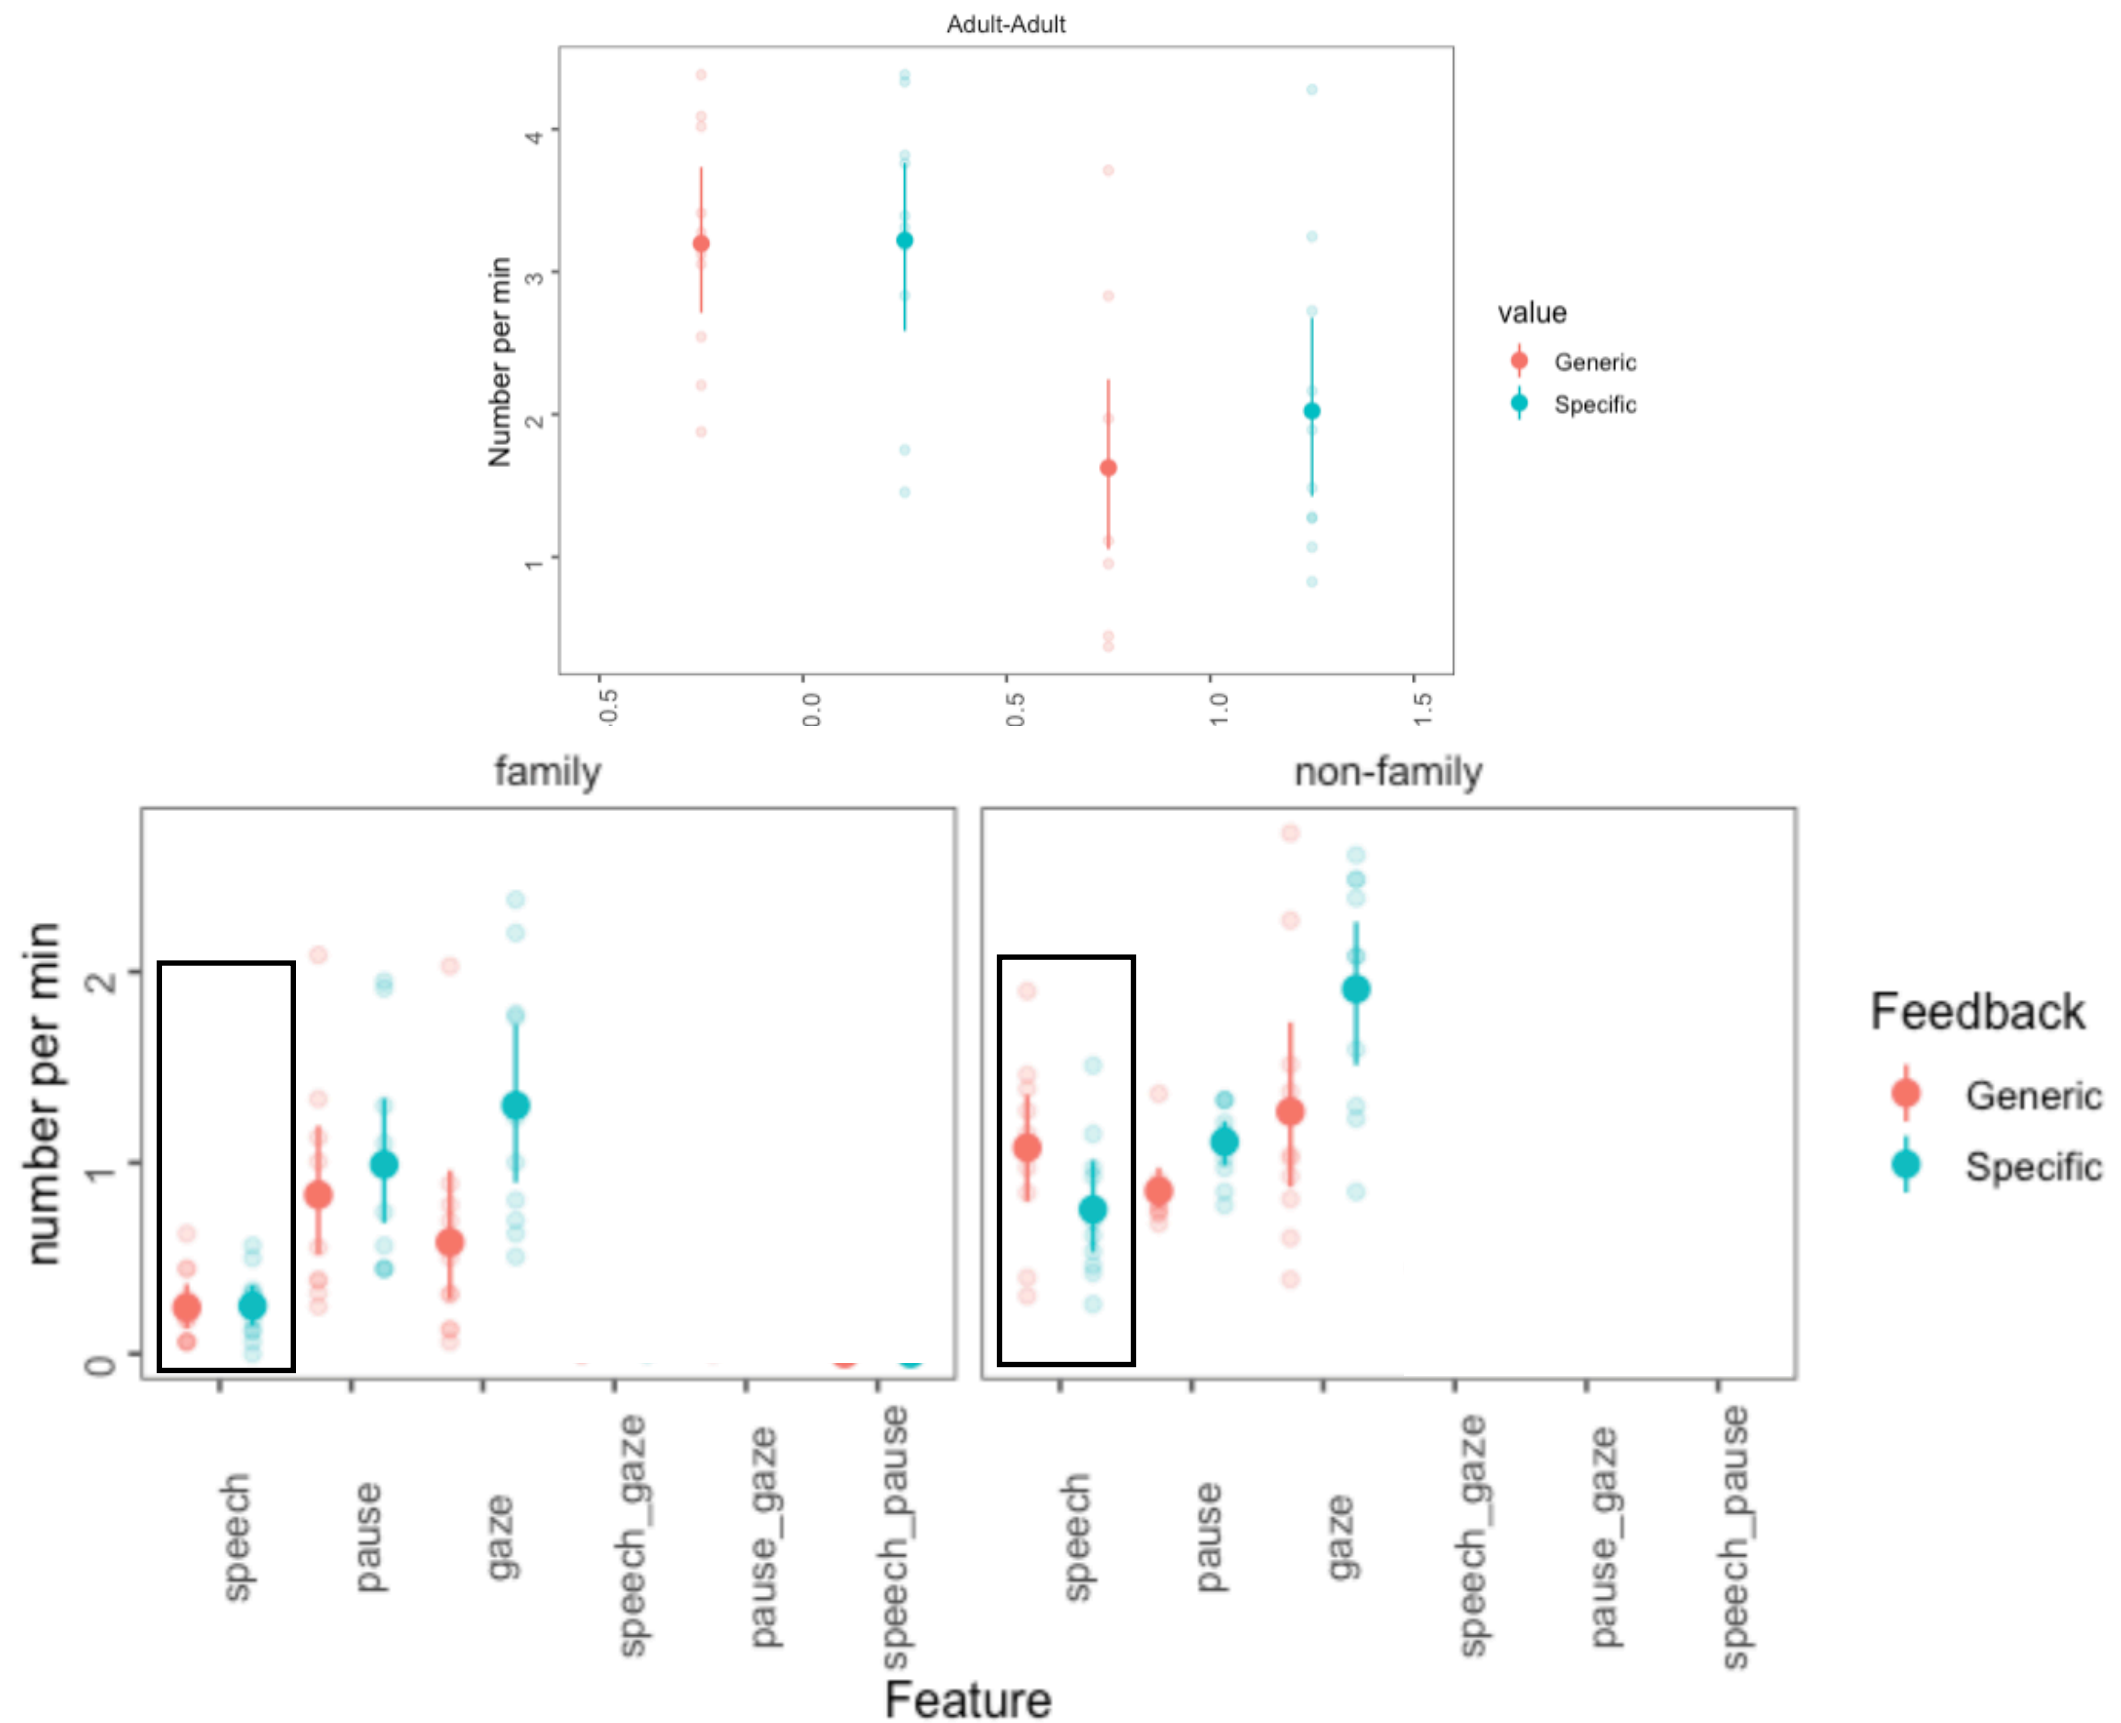 Adult-Adult
Number per min
4
3
2
1
0.5
0.0
0.5
1.0
1.5
value
Generic
Specific
family
non-family
number per min
2
1
0
speech
pause
gaze
speech_gaze
pause_gaze
speech_pause
speech
pause
gaze
speech_gaze
pause_gaze
speech_pause
Feature
Feedback
Generic
Specific